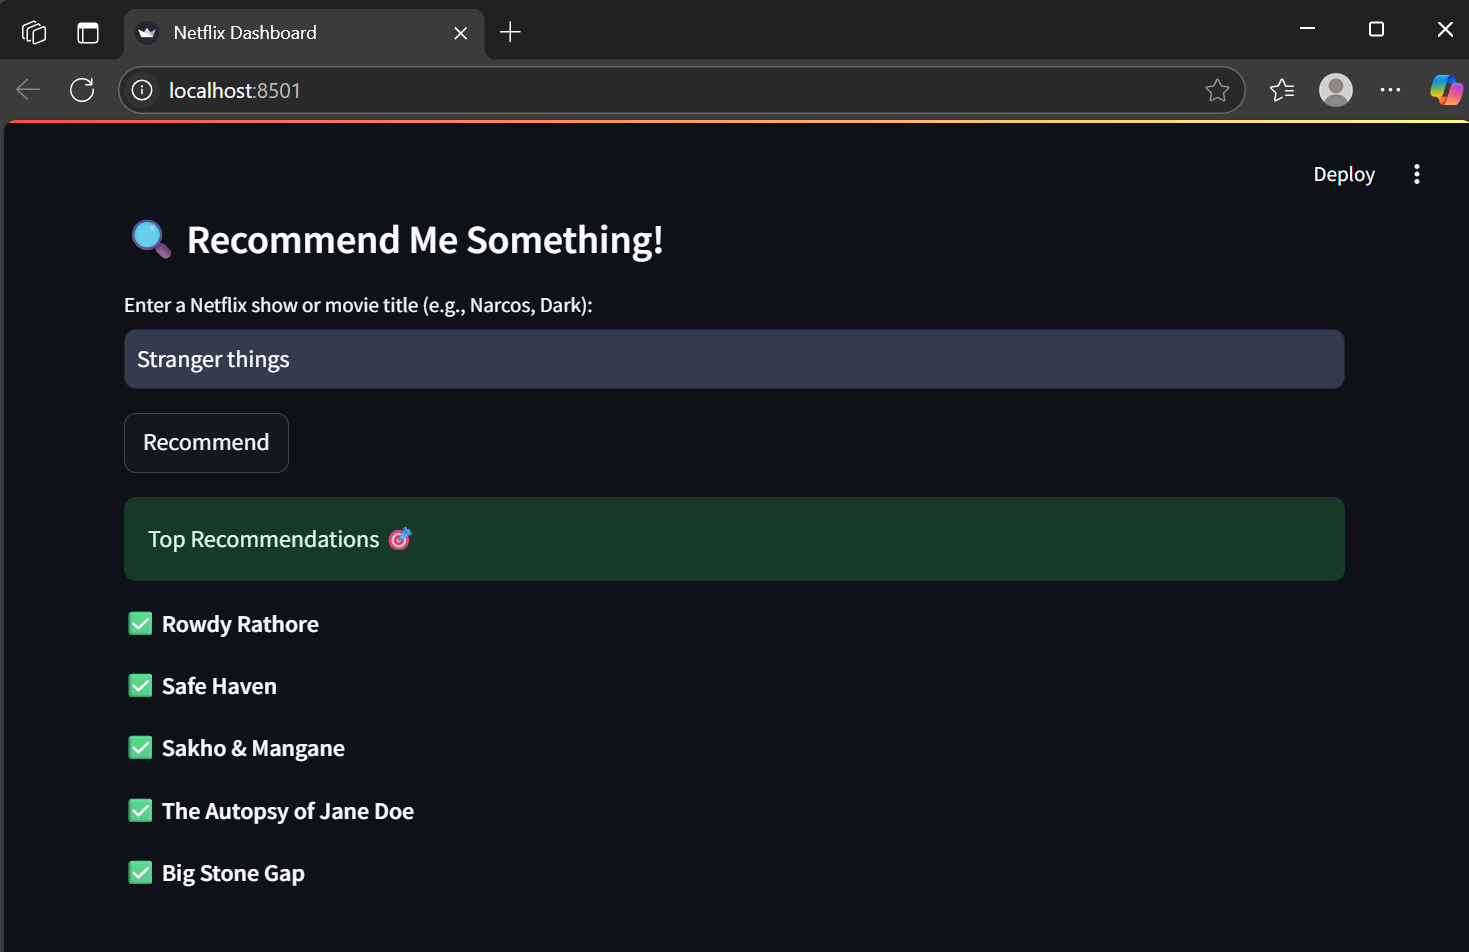 Netflix Dashboard
localhost:8501
Deploy
Recommend Me Something!
Enter a Netflix show or movie title (e.g., Narcos, Dark):
Stranger things
Recommend
Top Recommendations
Rowdy Rathore
Safe Haven
Sakho & Mangane
The Autopsy of Jane Doe
Big Stone Gap